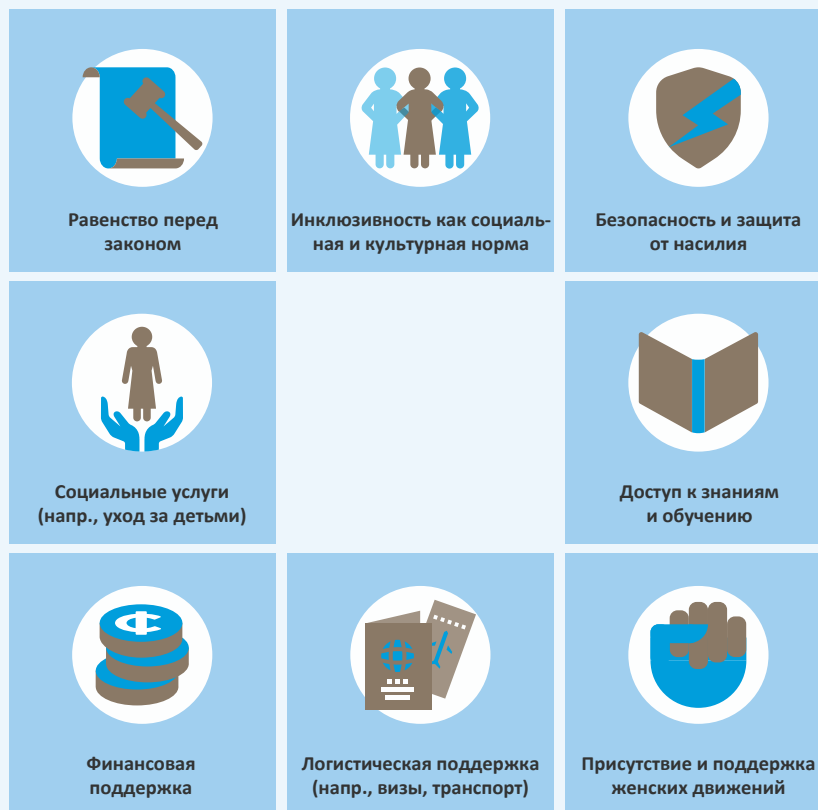 Равенство перед
законом
Инклюзивность как социаль-
ная и культурная норма
Безопасность и защита
от насилия
Социальные услуги
(напр., уход за детьми)
Доступ к знаниям
и обучению
Финансовая
поддержка
Логистическая поддержка
(напр., визы, транспорт)
Присутствие и поддержка
женских движений